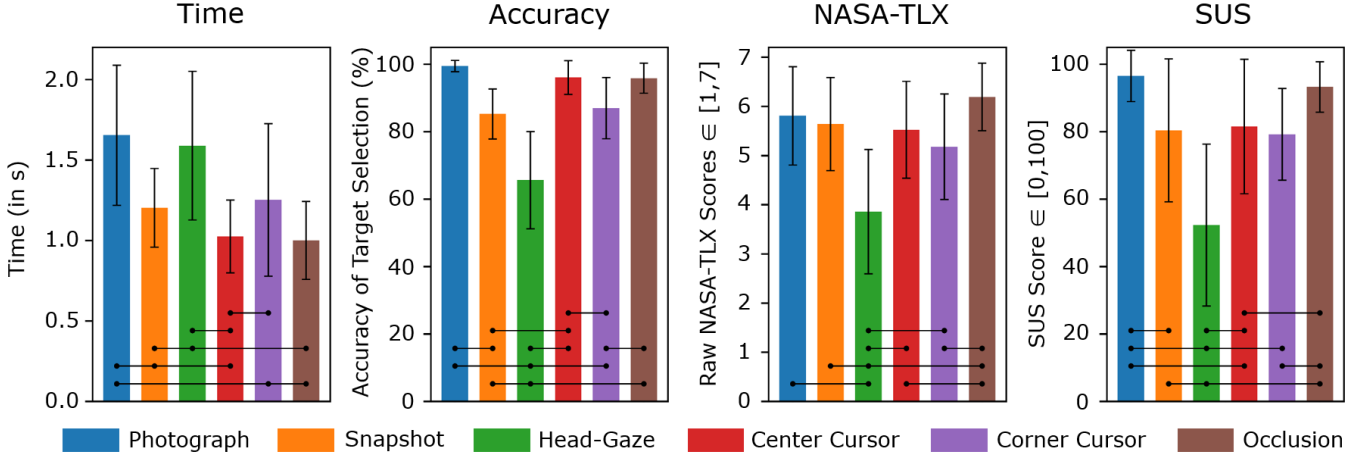 Time
Accuracy
NASA-TLX
SUS
Time (in s)
2.0
1.5
1.0
0.5
0.0
Accuracy of Target Selection (%)
100
80
60
40
20
0
Raw NASA-TLX Scores ∈ [1,7]
7
6
5
4
3
2
1
0
SUS Score ∈ [0,100]
100
80
60
40
20
0
Photograph
Snapshot
Head-Gaze
Center Cursor
Corner Cursor
Occlusion